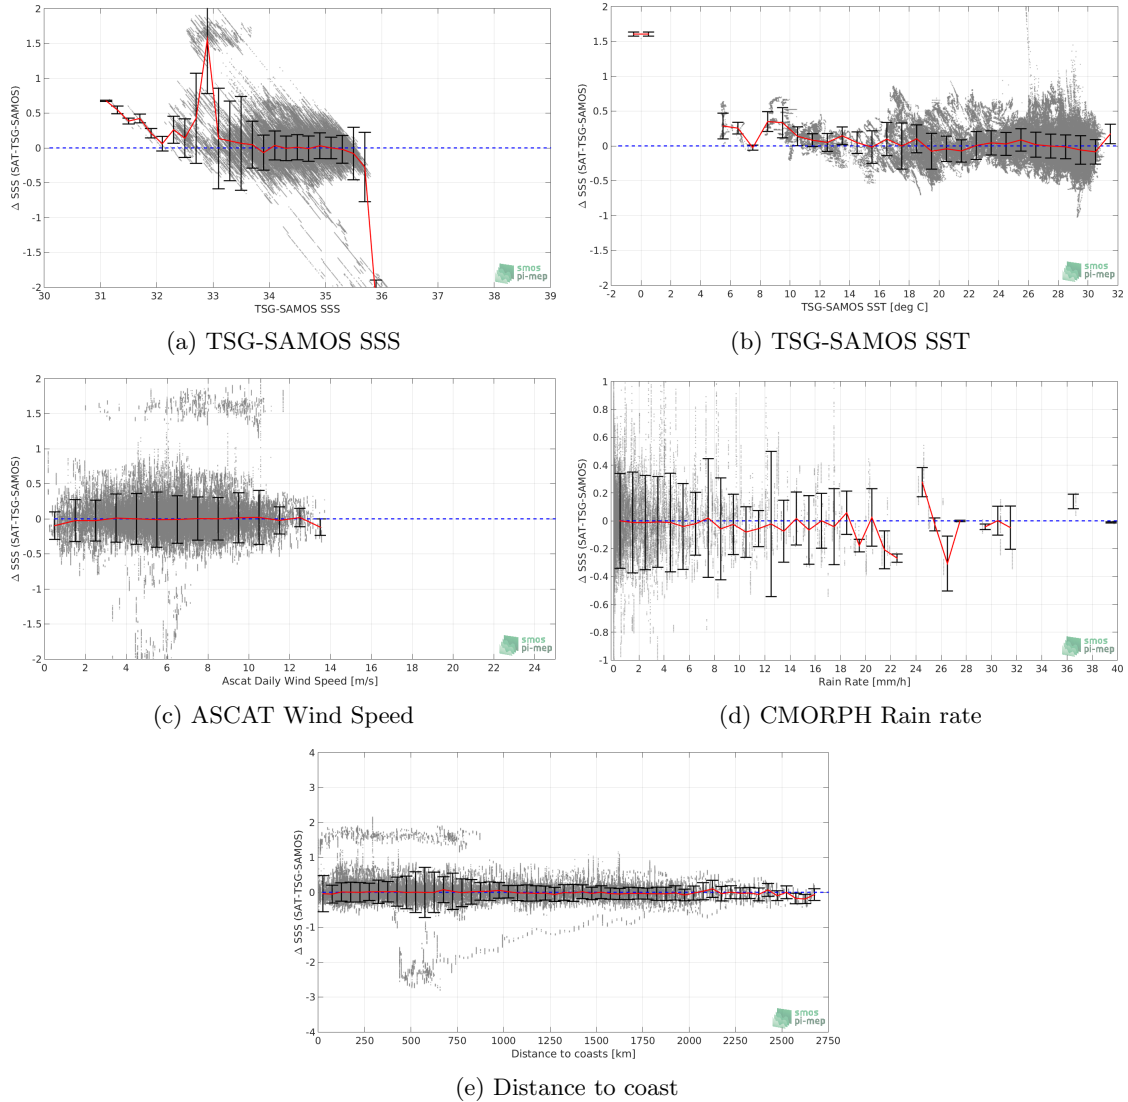 2
1.5
1
0.5
0
-0.5
-1
-1.5
-2
Δ SSS (SAT-TSG-SAMOS)
30 31 32 33 34 35 36 37 38 39
TSG-SAMOS SSS
smos
pi-mep
(a) TSG-SAMOS SSS
2
1.5
1
0.5
0
-0.5
-1
-1.5
-2
Δ SSS (SAT-TSG-SAMOS)
-2 0 2 4 6 8 10 12 14 16 18 20 22 24 26 28 30 32
TSG-SAMOS SST [deg C]
smos
pi-mep
(b) TSG-SAMOS SST
2
1.5
1
0.5
0
-0.5
-1
-1.5
-2
Δ SSS (SAT-TSG-SAMOS)
0 2 4 6 8 10 12 14 16 18 20 22 24
Ascat Daily Wind Speed [m/s]
smos
pi-mep
(c) ASCAT Wind Speed
1
0.8
0.6
0.4
0.2
0
-0.2
-0.4
-0.6
-0.8
-1
Δ SSS (SAT-TSG-SAMOS)
0 2 4 6 8 10 12 14 16 18 20 22 24 26 28 30 32 34 36 38 40
Rain Rate [mm/h]
smos
pi-mep
(d) CMORPH Rain rate
4
3
2
1
0
-1
-2
-3
-4
Δ SSS (SAT-TSG-SAMOS)
0 250 500 750 1000 1250 1500 1750 2000 2250 2500 2750
Distance to coasts [km]
smos
pi-mep
(e) Distance to coast